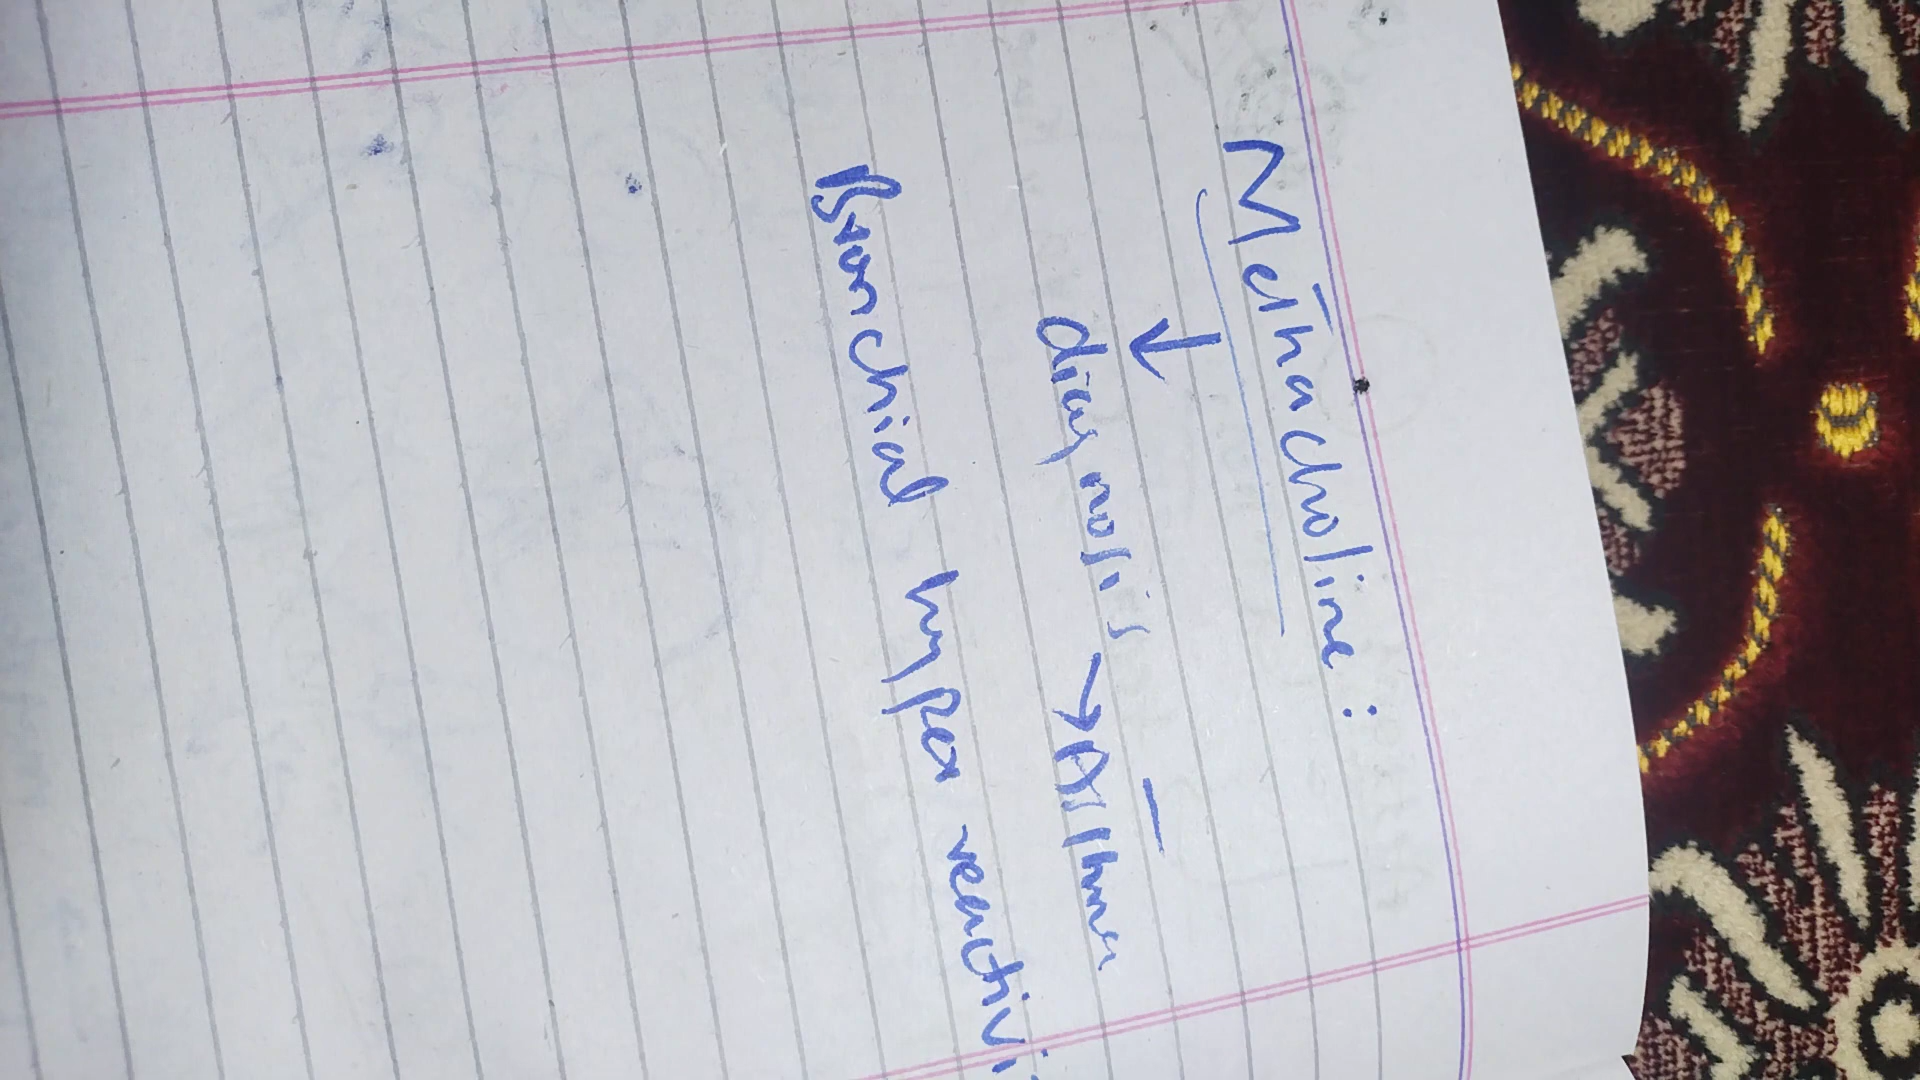 Methacholine :
↓
diagnosis → Asthma
Bronchial hyper reactivi